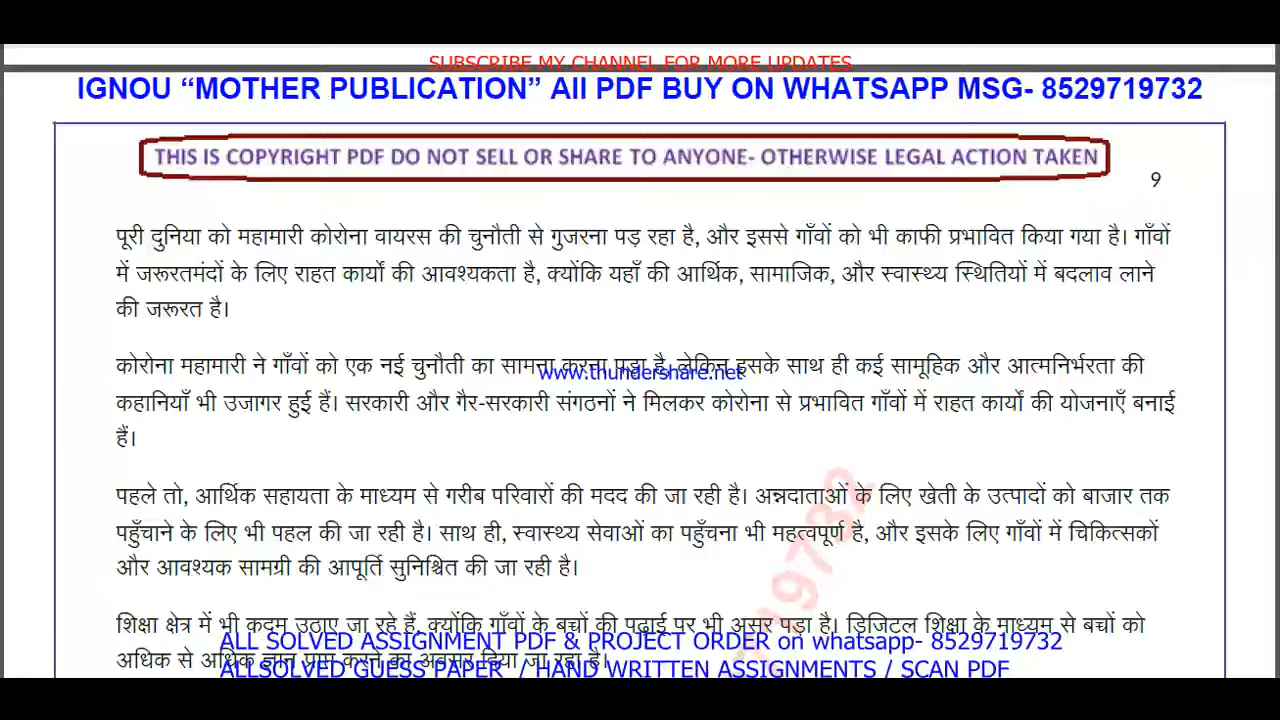 SUBSCRIBE MY CHANNEL FOR MORE UPDATES
IGNOU “MOTHER PUBLICATION” All PDF BUY ON WHATSAPP MSG- 8529719732
THIS IS COPYRIGHT PDF DO NOT SELL OR SHARE TO ANYONE- OTHERWISE LEGAL ACTION TAKEN
9
पूरी दुनिया को महामारी कोरोना वायरस की चुनौती से गुजरना पड़ रहा है, और इससे गाँवों को भी काफी प्रभावित किया गया है। गाँवों
में जरूरतमंदों के लिए राहत कार्यों की आवश्यकता है, क्योंकि यहाँ की आर्थिक, सामाजिक, और स्वास्थ्य स्थितियों में बदलाव लाने
की जरूरत है।
कोरोना महामारी ने गाँवों को एक नई चुनौती का सामना करना पड़ा है, लेकिन इसके साथ ही कई सामूहिक और आत्मनिर्भरता की
www.thundershare.net
कहानियाँ भी उजागर हुई हैं। सरकारी और गैर-सरकारी संगठनों ने मिलकर कोरोना से प्रभावित गाँवों में राहत कार्यों की योजनाएँ बनाई
हैं।
पहले तो, आर्थिक सहायता के माध्यम से गरीब परिवारों की मदद की जा रही है। अन्नदाताओं के लिए खेती के उत्पादों को बाजार तक
पहुँचाने के लिए भी पहल की जा रही है। साथ ही, स्वास्थ्य सेवाओं का पहुँचना भी महत्वपूर्ण है, और इसके लिए गाँवों में चिकित्सकों
और आवश्यक सामग्री की आपूर्ति सुनिश्चित की जा रही है।
719732
शिक्षा क्षेत्र में भी कदम उठाए जा रहे हैं, क्योंकि गाँवों के बच्चों की पढ़ाई पर भी असर पड़ा है। डिजिटल शिक्षा के माध्यम से बच्चों को
ALL SOLVED ASSIGNMENT PDF & PROJECT ORDER on whatsapp- 8529719732
अधिक से अधिक ज्ञान प्राप्त करने का अवसर दिया जा रहा है।
ALLSOLVED GUESS PAPER / HAND WRITTEN ASSIGNMENTS / SCAN PDF